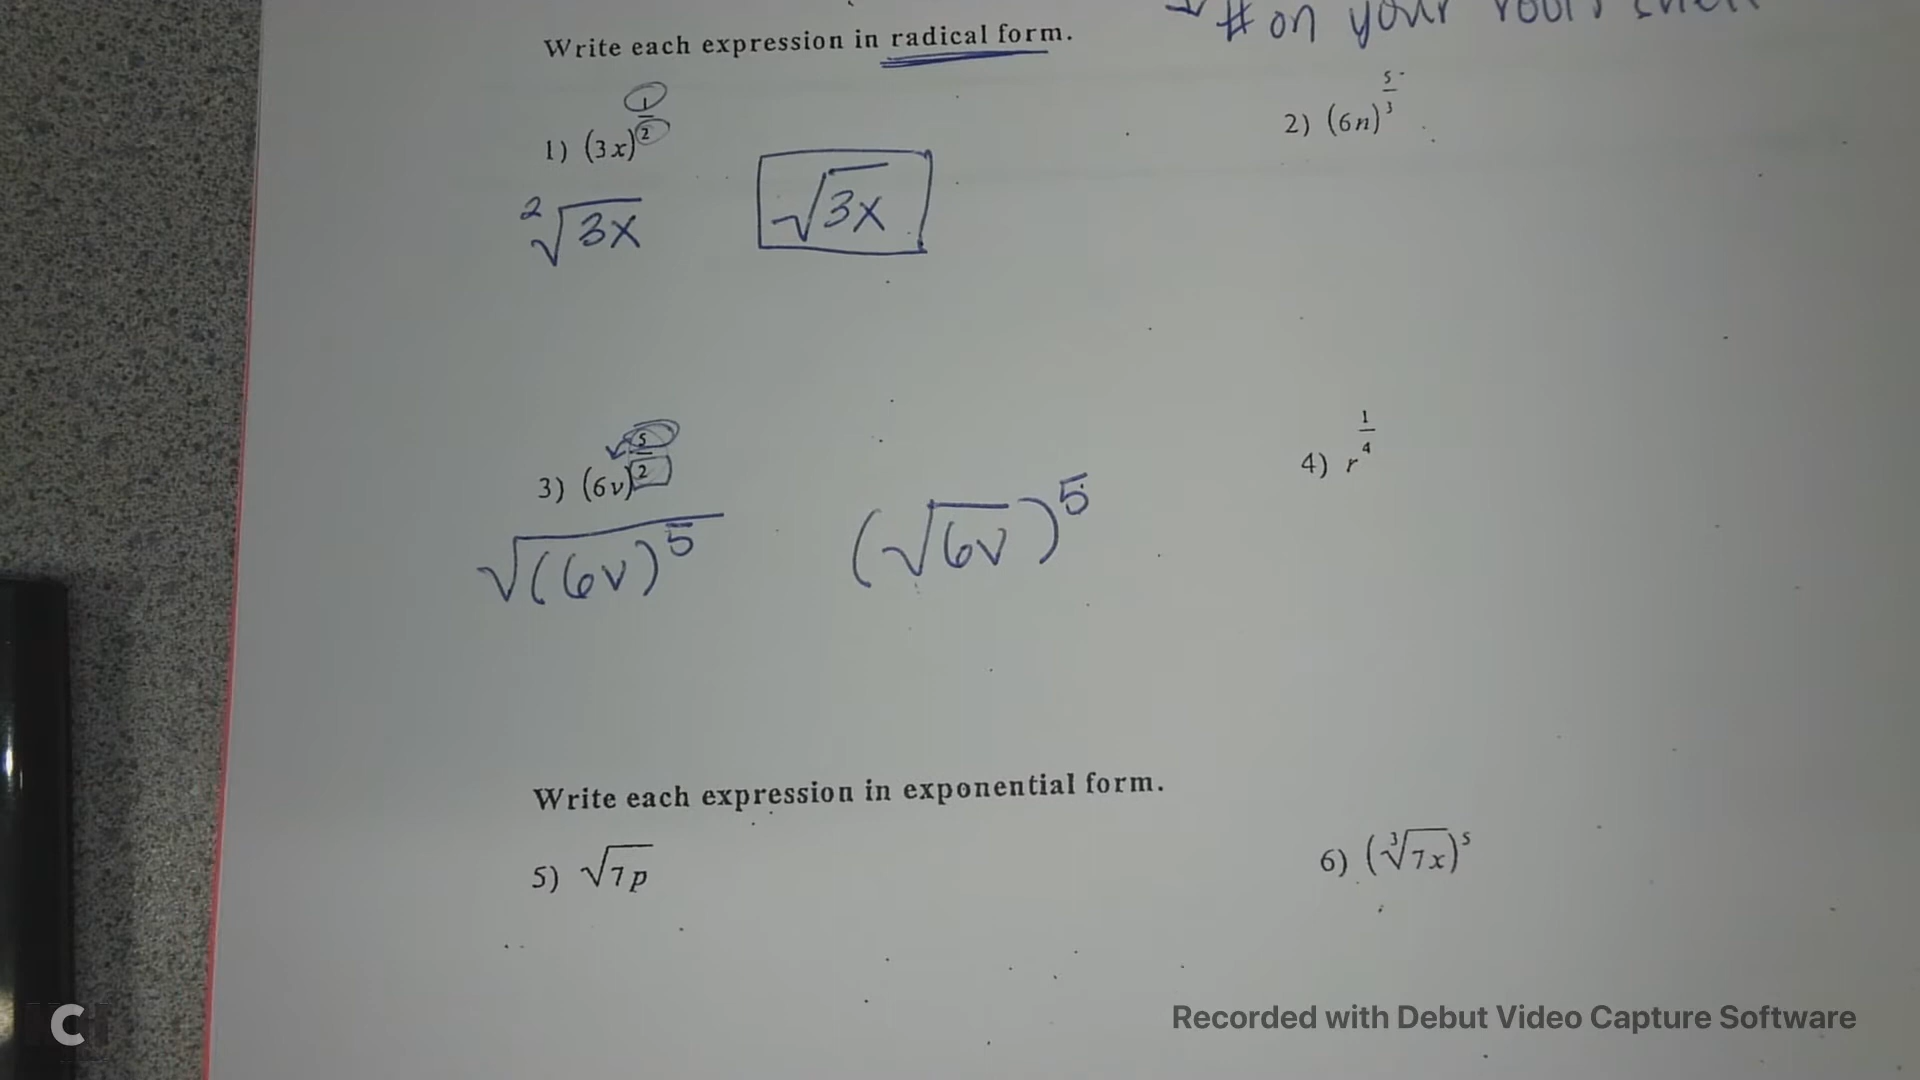 # on your
Write each expression in radical form.
1) (3x)^(1/2)
2) (6n)^(5/3)
²√3x
√3x
3) (6v)^(5/2)
4) r^(1/4)
√(6v)^5
(√6v)^5
Write each expression in exponential form.
5) √7p
6) (³√7x)^5
Recorded with Debut Video Capture Software